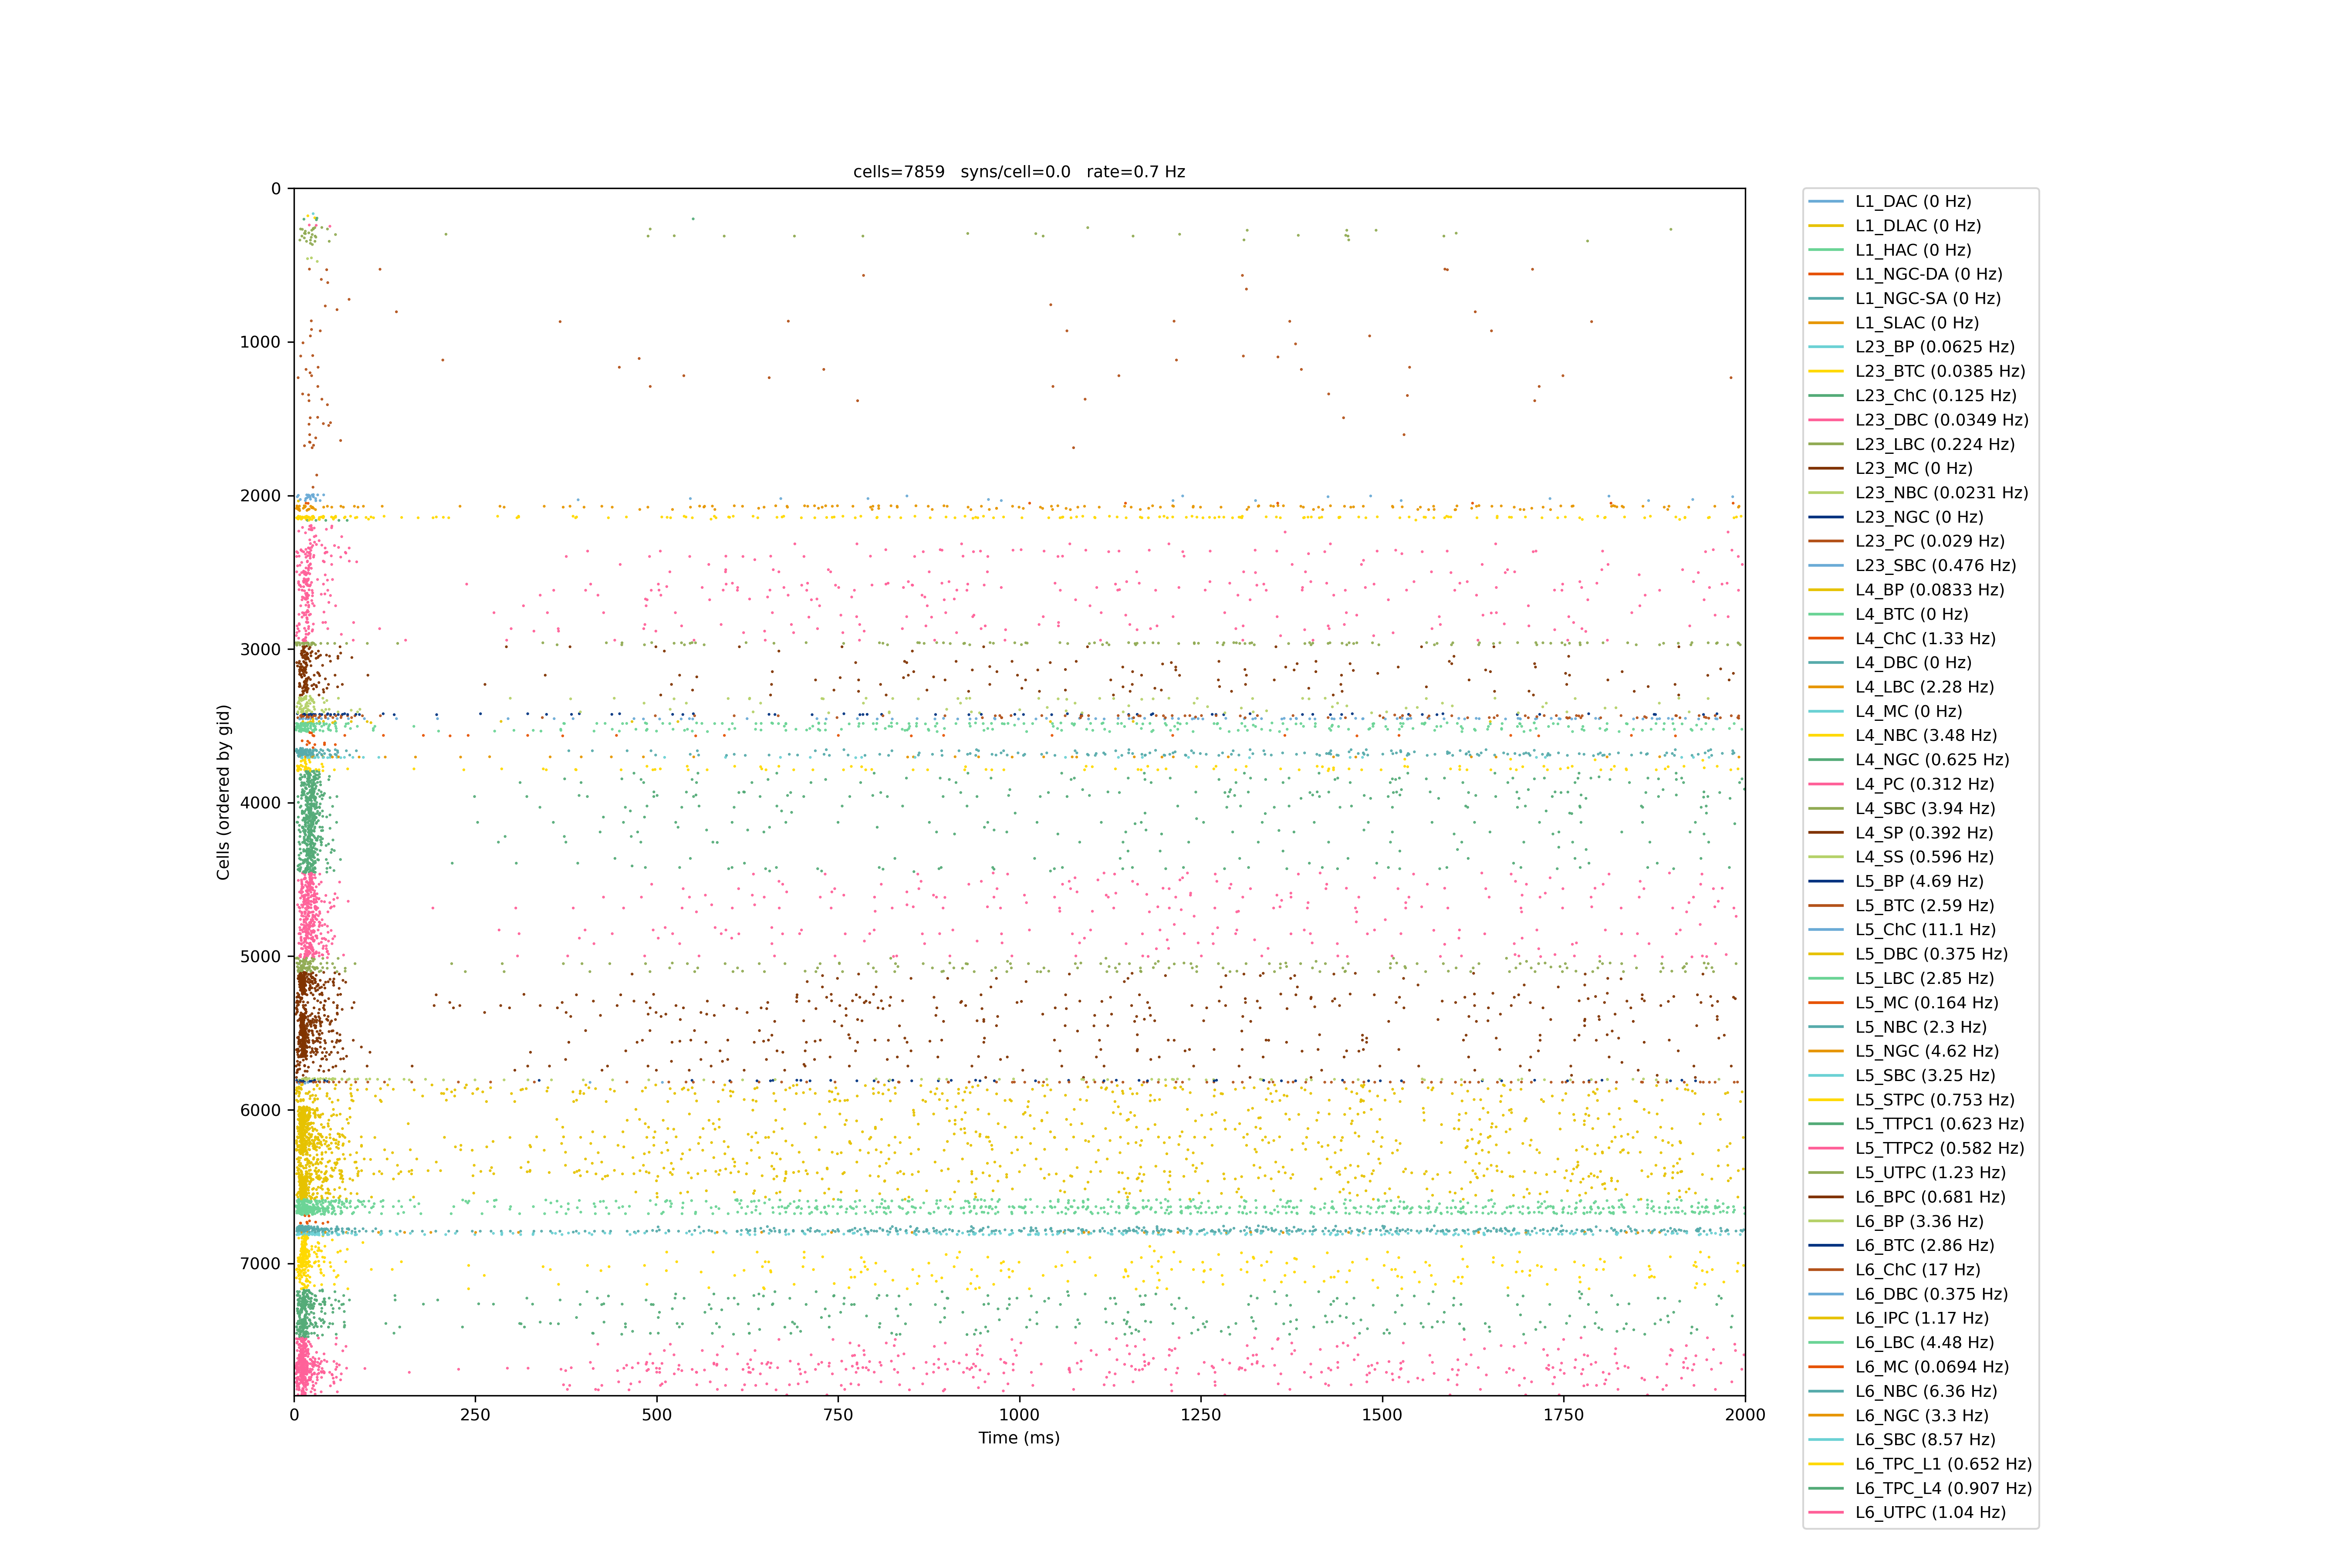 cells=7859   syns/cell=0.0   rate=0.7 Hz
0
1000
2000
3000
4000
5000
6000
7000
Cells (ordered by gid)
0 250 500 750 1000 1250 1500 1750 2000
Time (ms)
L1_DAC (0 Hz)
L1_DLAC (0 Hz)
L1_HAC (0 Hz)
L1_NGC-DA (0 Hz)
L1_NGC-SA (0 Hz)
L1_SLAC (0 Hz)
L23_BP (0.0625 Hz)
L23_BTC (0.0385 Hz)
L23_ChC (0.125 Hz)
L23_DBC (0.0349 Hz)
L23_LBC (0.224 Hz)
L23_MC (0 Hz)
L23_NBC (0.0231 Hz)
L23_NGC (0 Hz)
L23_PC (0.029 Hz)
L23_SBC (0.476 Hz)
L4_BP (0.0833 Hz)
L4_BTC (0 Hz)
L4_ChC (1.33 Hz)
L4_DBC (0 Hz)
L4_LBC (2.28 Hz)
L4_MC (0 Hz)
L4_NBC (3.48 Hz)
L4_NGC (0.625 Hz)
L4_PC (0.312 Hz)
L4_SBC (3.94 Hz)
L4_SP (0.392 Hz)
L4_SS (0.596 Hz)
L5_BP (4.69 Hz)
L5_BTC (2.59 Hz)
L5_ChC (11.1 Hz)
L5_DBC (0.375 Hz)
L5_LBC (2.85 Hz)
L5_MC (0.164 Hz)
L5_NBC (2.3 Hz)
L5_NGC (4.62 Hz)
L5_SBC (3.25 Hz)
L5_STPC (0.753 Hz)
L5_TTPC1 (0.623 Hz)
L5_TTPC2 (0.582 Hz)
L5_UTPC (1.23 Hz)
L6_BPC (0.681 Hz)
L6_BP (3.36 Hz)
L6_BTC (2.86 Hz)
L6_ChC (17 Hz)
L6_DBC (0.375 Hz)
L6_IPC (1.17 Hz)
L6_LBC (4.48 Hz)
L6_MC (0.0694 Hz)
L6_NBC (6.36 Hz)
L6_NGC (3.3 Hz)
L6_SBC (8.57 Hz)
L6_TPC_L1 (0.652 Hz)
L6_TPC_L4 (0.907 Hz)
L6_UTPC (1.04 Hz)